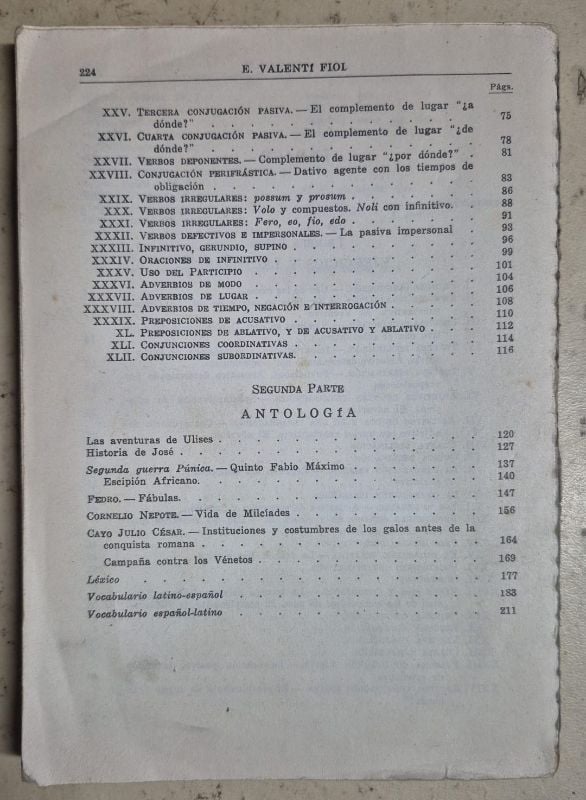 224 E. VALENTÍ FIOL
Págs.
XXV. TERCERA CONJUGACIÓN PASIVA. — El complemento de lugar "¿a
dónde?" . . . . . . . . . . . 75
XXVI. CUARTA CONJUGACIÓN PASIVA. — El complemento de lugar "¿de
dónde?" . . . . . . . . . . . 78
XXVII. VERBOS DEPONENTES. — Complemento de lugar "¿por dónde?" . 81
XXVIII. CONJUGACIÓN PERIFRÁSTICA. — Dativo agente con los tiempos de
obligación . . . . . . . . . . . 83
XXIX. VERBOS IRREGULARES: possum y prosum . . . . . . 86
XXX. VERBOS IRREGULARES: Volo y compuestos. Noli con infinitivo. . 88
XXXI. VERBOS IRREGULARES: Fero, eo, fio, edo . . . . . . 91
XXXII. VERBOS DEFECTIVOS E IMPERSONALES. — La pasiva impersonal 93
XXXIII. INFINITIVO, GERUNDIO, SUPINO . . . . . . . . 96
XXXIV. ORACIONES DE INFINITIVO . . . . . . . . . 99
XXXV. USO DEL PARTICIPIO . . . . . . . . . . 101
XXXVI. ADVERBIOS DE MODO . . . . . . . . . . 104
XXXVII. ADVERBIOS DE LUGAR . . . . . . . . . . 106
XXXVIII. ADVERBIOS DE TIEMPO, NEGACIÓN E INTERROGACIÓN . . . . 108
XXXIX. PREPOSICIONES DE ACUSATIVO . . . . . . . . 110
XL. PREPOSICIONES DE ABLATIVO, Y DE ACUSATIVO Y ABLATIVO . . . 112
XLI. CONJUNCIONES COORDINATIVAS . . . . . . . . 114
XLII. CONJUNCIONES SUBORDINATIVAS. . . . . . . . . 116
SEGUNDA PARTE
ANTOLOGÍA
Las aventuras de Ulises . . . . . . . . . . . 120
Historia de José . . . . . . . . . . . . . 127
Segunda guerra Púnica. — Quinto Fabio Máximo . . . . . . 137
Escipión Africano. . . . . . . . . . . . 140
FEDRO. — Fábulas. . . . . . . . . . . . . 147
CORNELIO NEPOTE. — Vida de Milcíades . . . . . . . . 156
CAYO JULIO CÉSAR. — Instituciones y costumbres de los galos antes de la
conquista romana . . . . . . . . . . . . 164
Campaña contra los Vénetos . . . . . . . . . . 169
Léxico . . . . . . . . . . . . . . 177
Vocabulario latino-español . . . . . . . . . . . 183
Vocabulario español-latino . . . . . . . . . . . 211